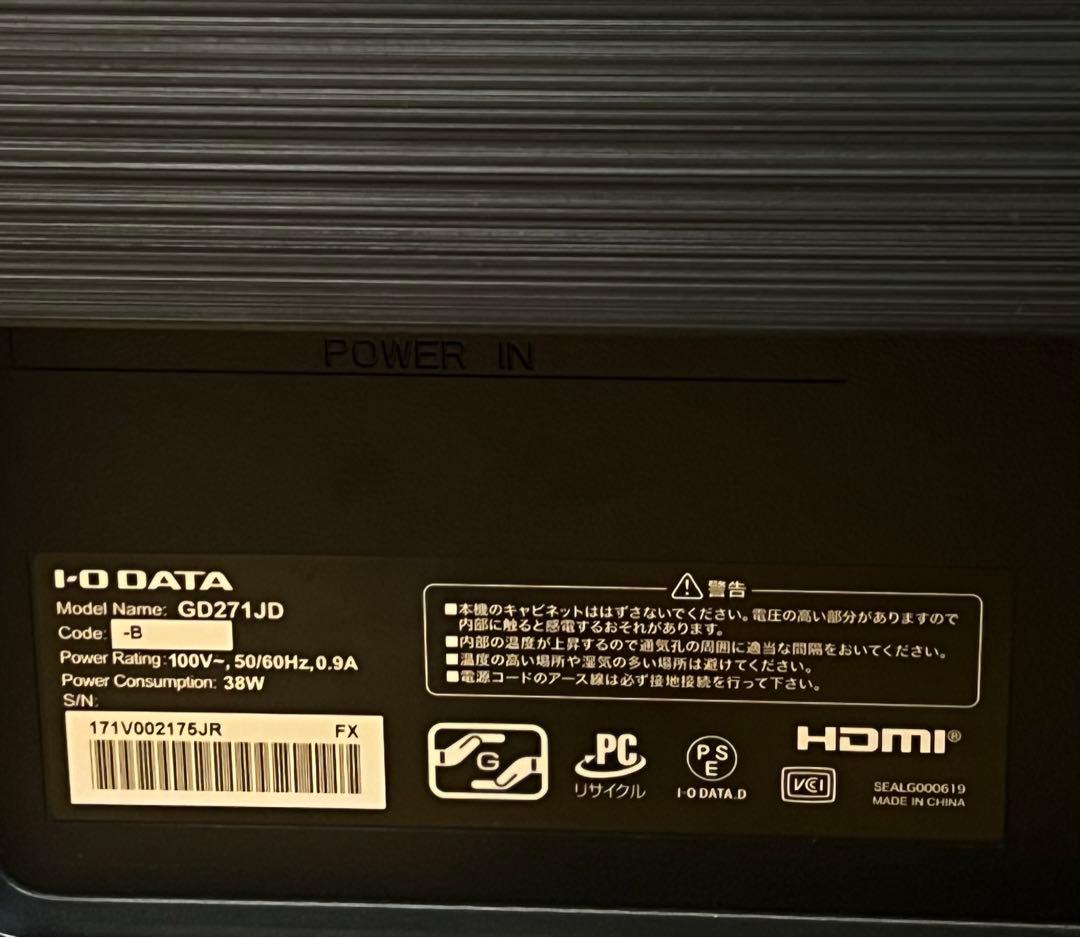 POWER IN
I-O DATA
Model Name: GD271JD
Code: -B
Power Rating: 100V~, 50/60Hz, 0.9A
Power Consumption: 38W
S/N:
171V002175JR FX
警告
■本機のキャビネットははずさないでください。電圧の高い部分がありますので
内部に触ると感電するおそれがあります。
■内部の温度が上昇するので通気孔の周囲に適当な間隔をおいてください。
■温度の高い場所や湿気の多い場所は避けてください。
■電源コードのアース線は必ず接地接続を行って下さい。
G
PC
リサイクル
PSE
I-O DATA.D
HDMI®
VCCI
SEALG000619
MADE IN CHINA